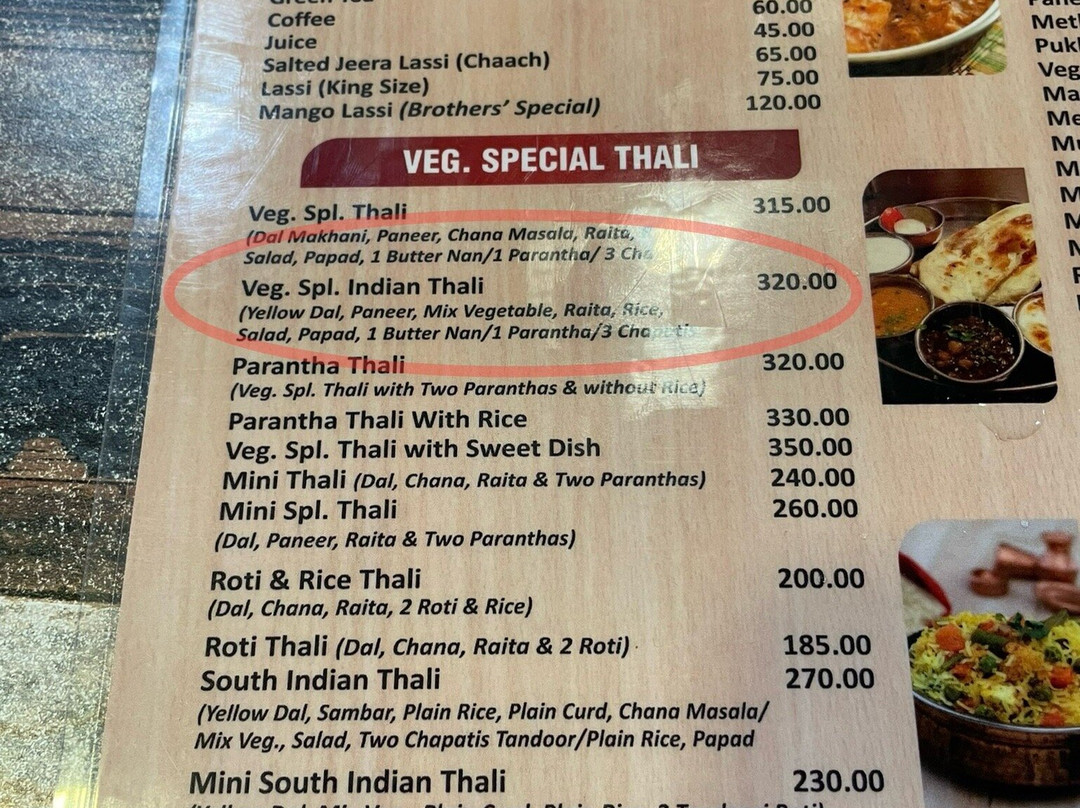 Coffee 60.00
Juice 45.00
Salted Jeera Lassi (Chaach) 65.00
Lassi (King Size) 75.00
Mango Lassi (Brothers' Special) 120.00
VEG. SPECIAL THALI
Veg. Spl. Thali 315.00
(Dal Makhani, Paneer, Chana Masala, Raita,
Salad, Papad, 1 Butter Nan/1 Parantha/ 3
Veg. Spl. Indian Thali 320.00
(Yellow Dal, Paneer, Mix Vegetable, Raita, Rice,
Salad, Papad, 1 Butter Nan/1 Parantha/3 Chapatis
Parantha Thali 320.00
(Veg. Spl. Thali with Two Paranthas & without Rice)
Parantha Thali With Rice 330.00
Veg. Spl. Thali with Sweet Dish 350.00
Mini Thali (Dal, Chana, Raita & Two Paranthas) 240.00
Mini Spl. Thali 260.00
(Dal, Paneer, Raita & Two Paranthas)
Roti & Rice Thali 200.00
(Dal, Chana, Raita, 2 Roti & Rice)
Roti Thali (Dal, Chana, Raita & 2 Roti) 185.00
South Indian Thali 270.00
(Yellow Dal, Sambar, Plain Rice, Plain Curd, Chana Masala/
Mix Veg., Salad, Two Chapatis Tandoor/Plain Rice, Papad
Mini South Indian Thali 230.00